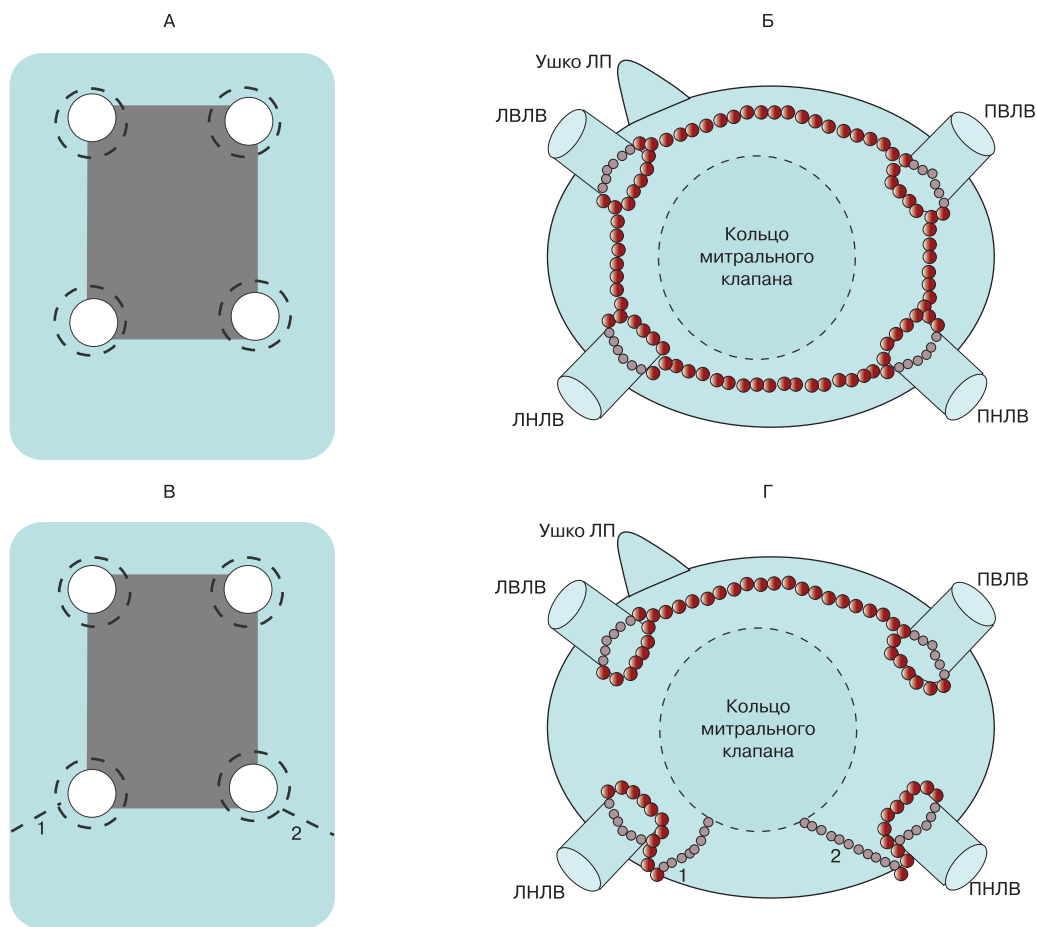 А
Б
Ушко ЛП
ЛВЛВ
ПВЛВ
Кольцо
митрального
клапана
ЛНЛВ
ПНЛВ
В
Г
Ушко ЛП
ЛВЛВ
ПВЛВ
Кольцо
митрального
клапана
1
2
1
2
ЛНЛВ
ПНЛВ